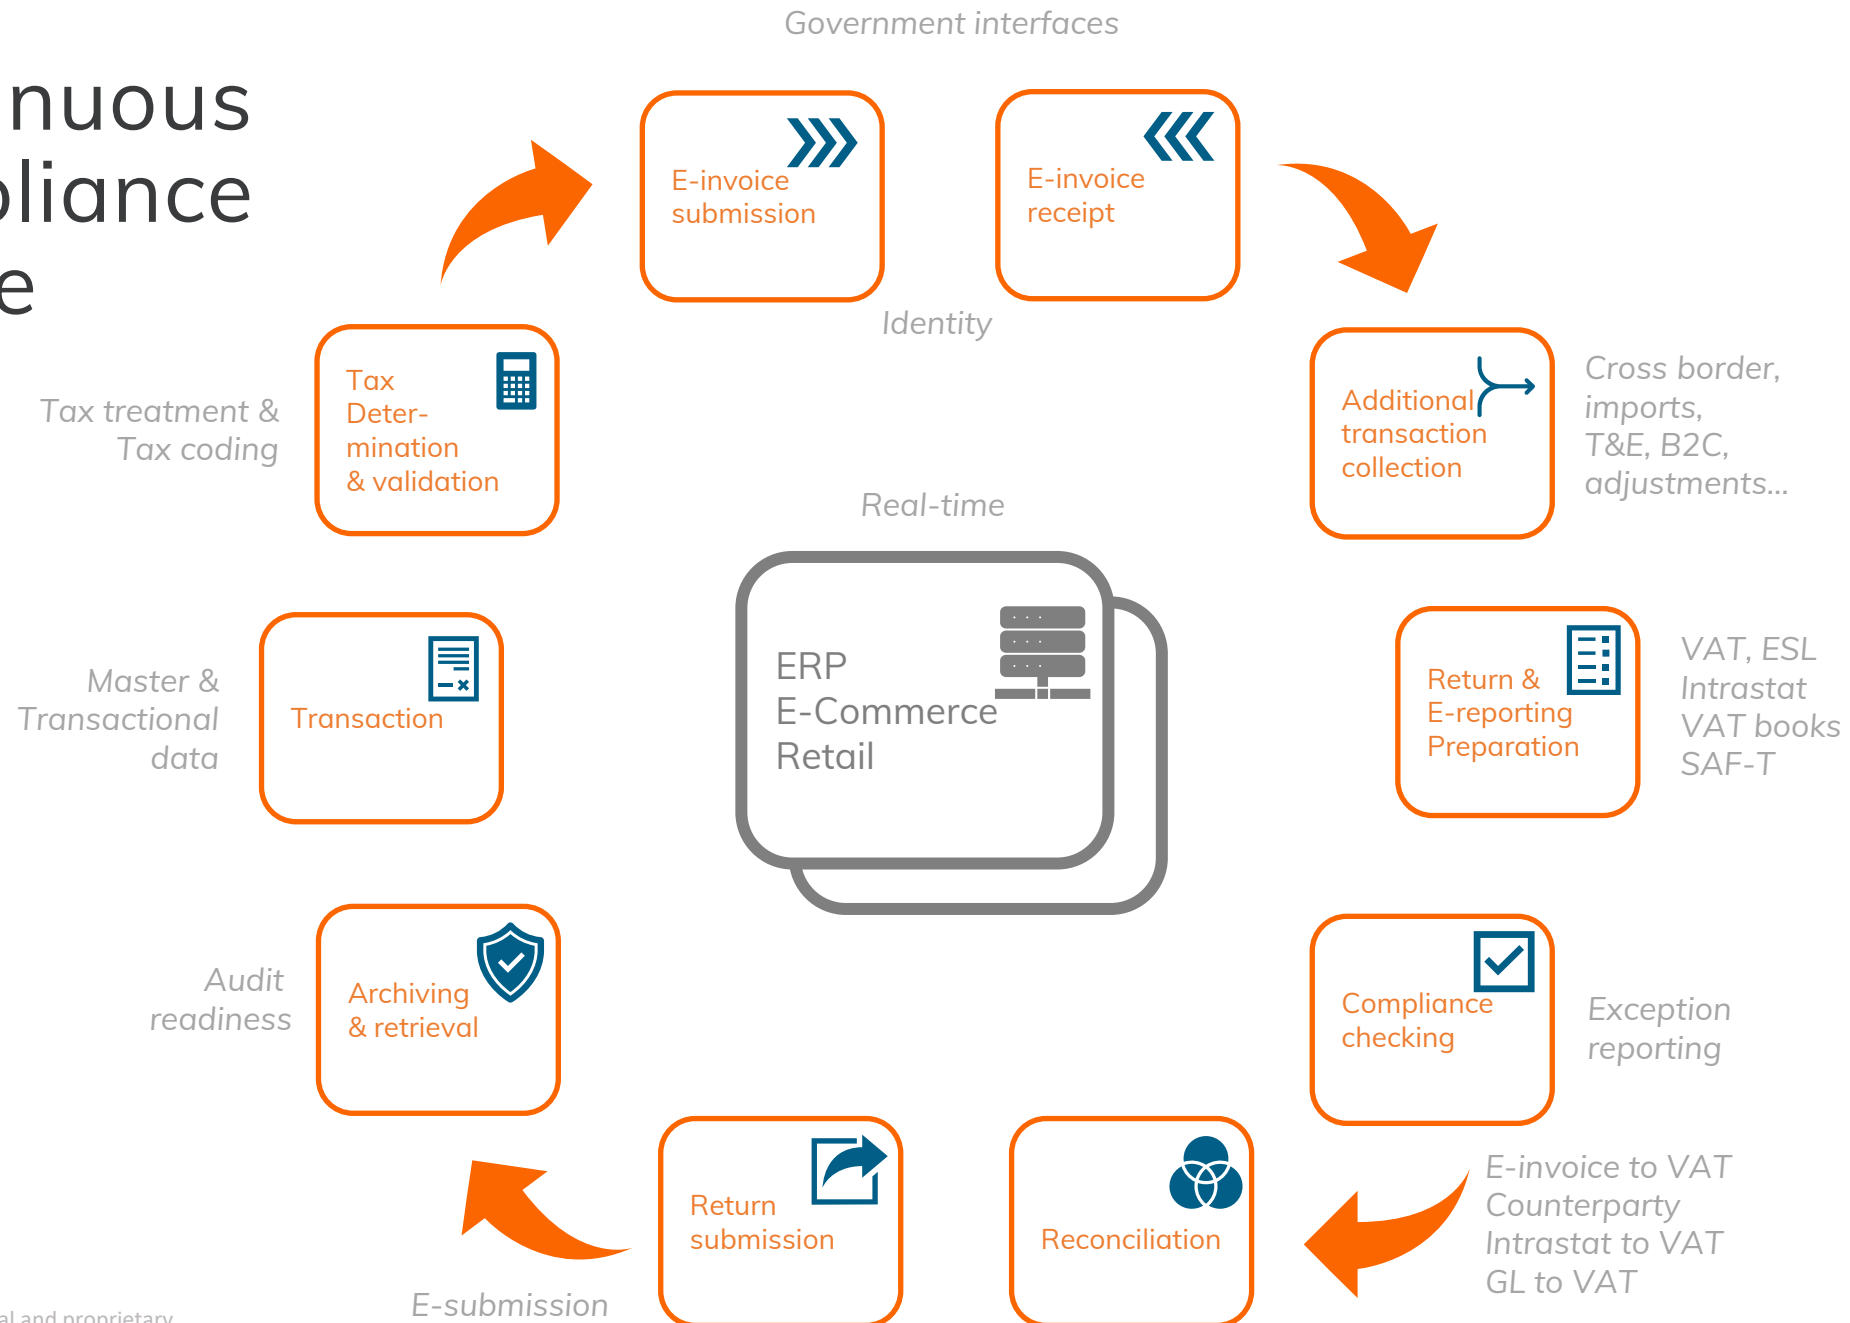 Government interfaces
nuous
pliance
e
E-invoice
submission
E-invoice
receipt
Identity
Tax treatment &
Tax coding
Tax
Deter-
mination
& validation
Additional
transaction
collection
Cross border,
imports,
T&E, B2C,
adjustments...
Real-time
Master &
Transactional
data
Transaction
ERP
E-Commerce
Retail
Return &
E-reporting
Preparation
VAT, ESL
Intrastat
VAT books
SAF-T
Audit
readiness
Archiving
& retrieval
Compliance
checking
Exception
reporting
Return
submission
Reconciliation
E-invoice to VAT
Counterparty
Intrastat to VAT
GL to VAT
E-submission
al and proprietary